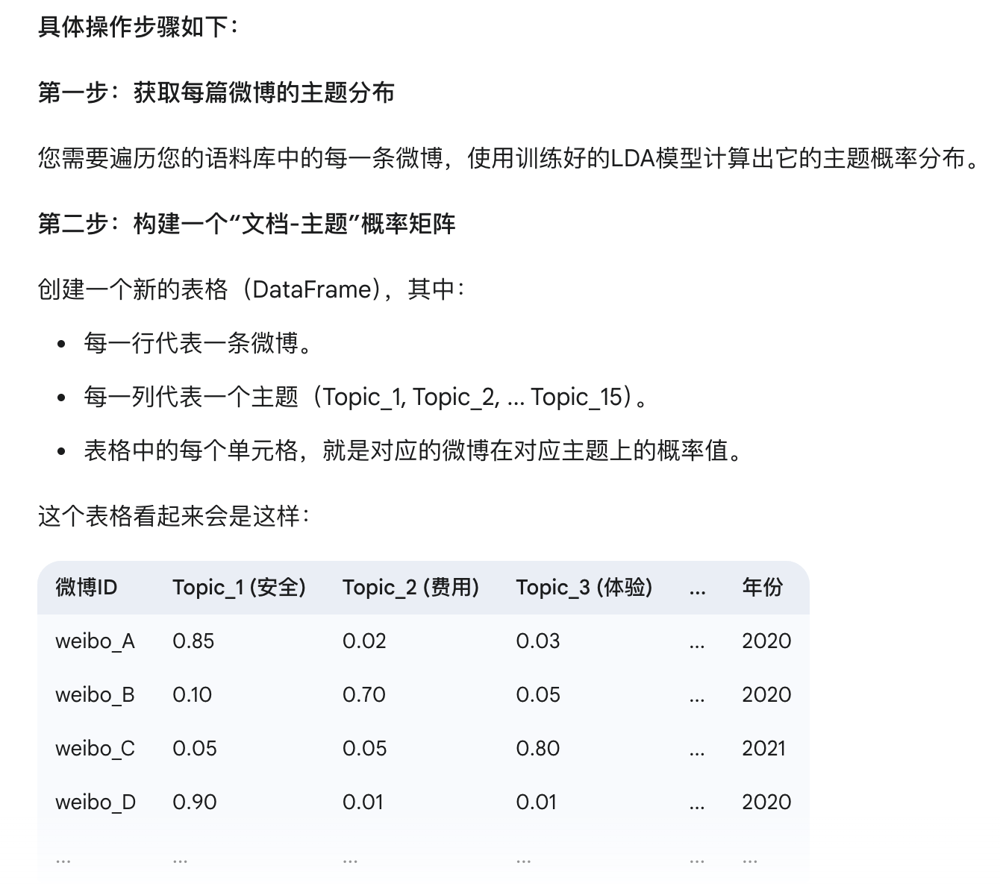 具体操作步骤如下：
第一步：获取每篇微博的主题分布
您需要遍历您的语料库中的每一条微博，使用训练好的LDA模型计算出它的主题概率分布。
第二步：构建一个“文档-主题”概率矩阵
创建一个新的表格（DataFrame），其中：
• 每一行代表一条微博。
• 每一列代表一个主题（Topic_1, Topic_2, ... Topic_15）。
• 表格中的每个单元格，就是对应的微博在对应主题上的概率值。
这个表格看起来会是这样：
微博ID Topic_1 (安全) Topic_2 (费用) Topic_3 (体验) ... 年份
weibo_A 0.85 0.02 0.03 ... 2020
weibo_B 0.10 0.70 0.05 ... 2020
weibo_C 0.05 0.05 0.80 ... 2021
weibo_D 0.90 0.01 0.01 ... 2020
... ... ... ... ... ...